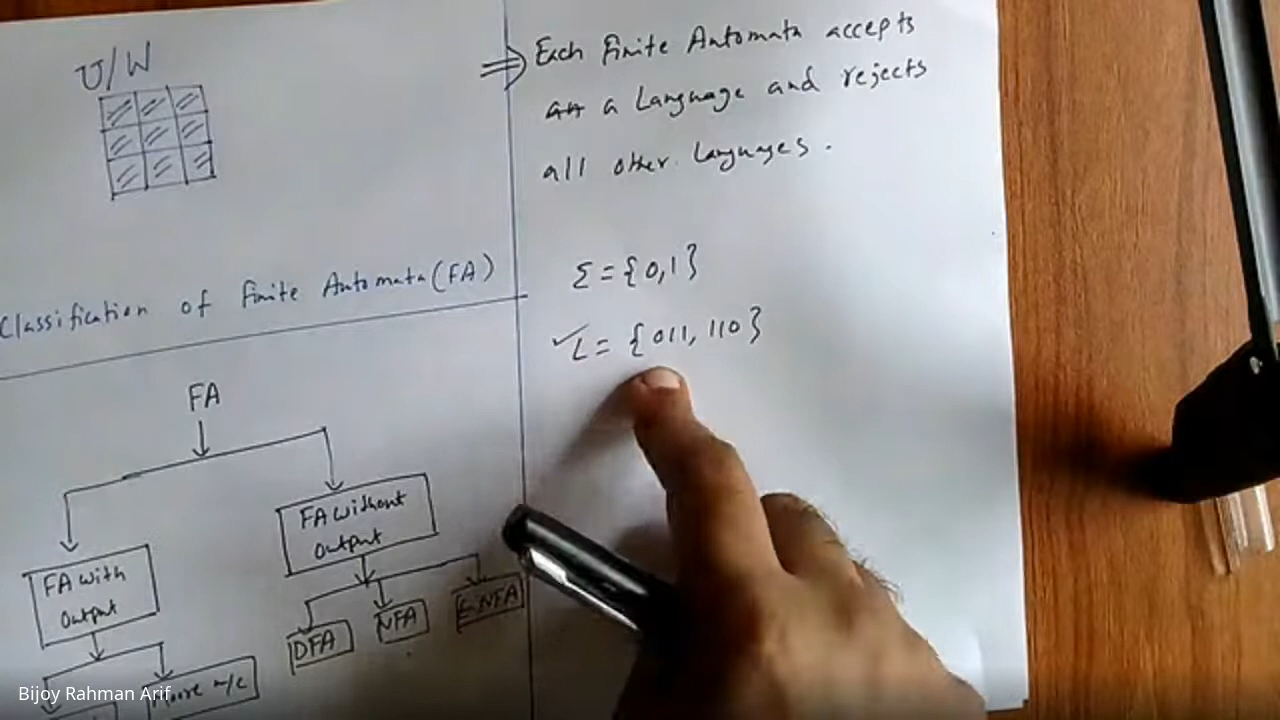 U/W
Classification of Finite Automata (FA)
FA
FA with
Output
FA Without
Output
DFA
NFA
ε-NFA
Moore m/c
⇒ Each Finite Automata accepts
a Language and rejects
all other Languages.
Σ = {0,1}
✓L = {011, 110}
Bijoy Rahman Arif